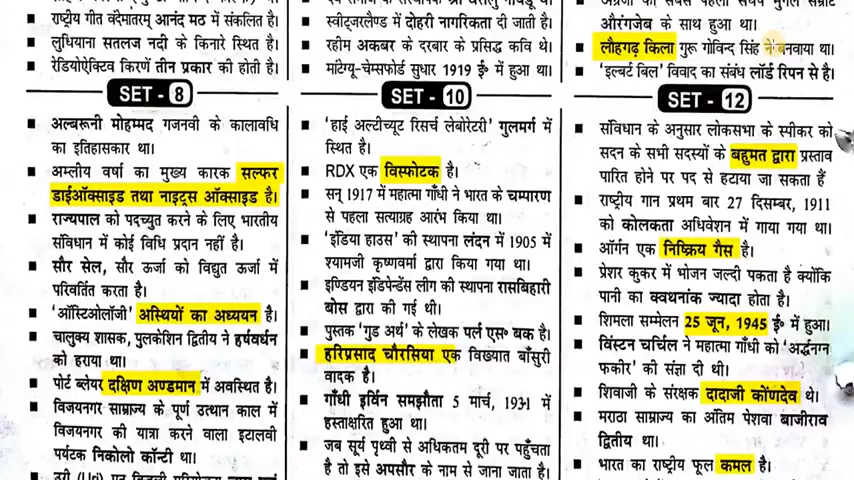 राष्ट्रीय गीत वंदेमातरम् आनंद मठ में संकलित है।
लुधियाना सतलज नदी के किनारे स्थित है।
रेडियोऐक्टिव किरणें तीन प्रकार की होती है।
SET - 8
अल्बरूनी मोहम्मद गजनवी के कालावधि
का इतिहासकार था।
अम्लीय वर्षा का मुख्य कारक सल्फर
डाईऑक्साइड तथा नाइट्स ऑक्साइड है।
राज्यपाल को पदच्युत करने के लिए भारतीय
संविधान में कोई विधि प्रदान नहीं है।
सौर सेल, सौर ऊर्जा को विद्युत ऊर्जा में
परिवर्तित करता है।
'ऑस्टिओलॉजी' अस्थियों का अध्ययन है।
चालुक्य शासक, पुलकेशिन द्वितीय ने हर्षवर्धन
को हराया था।
पोर्ट ब्लेयर दक्षिण अण्डमान में अवस्थित है।
विजयनगर साम्राज्य के पूर्ण उत्थान काल में
विजयनगर की यात्रा करने वाला इटालवी
पर्यटक निकोलो कॉन्टी था।
स्वीट्जरलैण्ड में दोहरी नागरिकता दी जाती है।
रहीम अकबर के दरबार के प्रसिद्ध कवि थे।
मांटेग्यू-चेम्सफोर्ड सुधार 1919 ई० में हुआ था।
SET - 10
'हाई अल्टीच्यूट रिसर्च लेबोरेटरी' गुलमर्ग में
स्थित है।
RDX एक विस्फोटक है।
सन् 1917 में महात्मा गाँधी ने भारत के चम्पारण
से पहला सत्याग्रह आरंभ किया था।
'इंडिया हाउस' की स्थापना लंदन में 1905 में
श्यामजी कृष्णवर्मा द्वारा किया गया था।
इण्डियन इंडिपेन्डेंस लीग की स्थापना रासबिहारी
बोस द्वारा की गई थी।
पुस्तक 'गुड अर्थ' के लेखक पर्ल एस० बक है।
हरिप्रसाद चौरसिया एक विख्यात बाँसुरी
वादक है।
गाँधी इर्विन समझौता 5 मार्च, 1931 में
हस्ताक्षरित हुआ था।
जब सूर्य पृथ्वी से अधिकतम दूरी पर पहुँचता
है तो इसे अपसौर के नाम से जाना जाता है।
औरंगजेब के साथ हुआ था।
लौहगढ़ किला गुरू गोविन्द सिंह ने बनवाया था।
'इल्बर्ट बिल' विवाद का संबंध लॉर्ड रिपन से है।
SET - 12
संविधान के अनुसार लोकसभा के स्पीकर को
सदन के सभी सदस्यों के बहुमत द्वारा प्रस्ताव
पारित होने पर पद से हटाया जा सकता हैं
राष्ट्रीय गान प्रथम बार 27 दिसम्बर, 1911
को कोलकता अधिवेशन में गाया गया था।
ऑर्गन एक निष्क्रिय गैस है।
प्रेशर कुकर में भोजन जल्दी पकता है क्योंकि
पानी का क्वथनांक ज्यादा होता है।
शिमला सम्मेलन 25 जून, 1945 ई० में हुआ।
विंस्टन चर्चिल ने महात्मा गाँधी को 'अर्द्धनग्न
फकीर' की संज्ञा दी थी।
शिवाजी के संरक्षक दादाजी कोंणदेव थे।
मराठा साम्राज्य का अंतिम पेशवा बाजीराव
द्वितीय था।
भारत का राष्ट्रीय फूल कमल है।